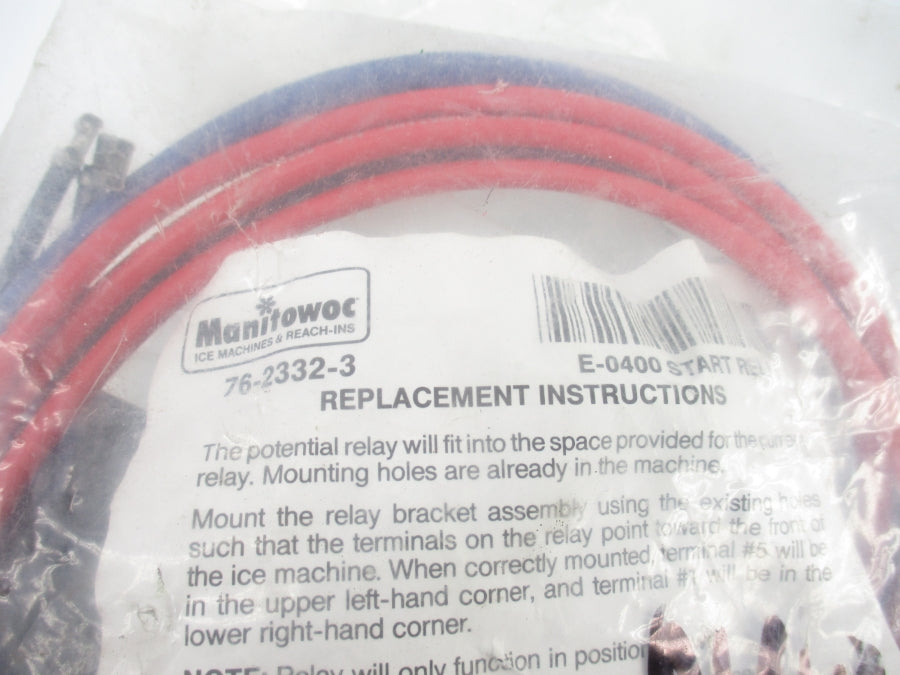 Manitowoc
ICE MACHINES & REACH-INS
76-2332-3
E-0400 START
REPLACEMENT INSTRUCTIONS
The potential relay will fit into the space provided for the current
relay. Mounting holes are already in the machine.
Mount the relay bracket assembly using the existing holes
such that the terminals on the relay point toward the front of
the ice machine. When correctly mounted, terminal #5 will be
in the upper left-hand corner, and terminal #1 will be in the
lower right-hand corner.
NOTE: Relay will only function in position